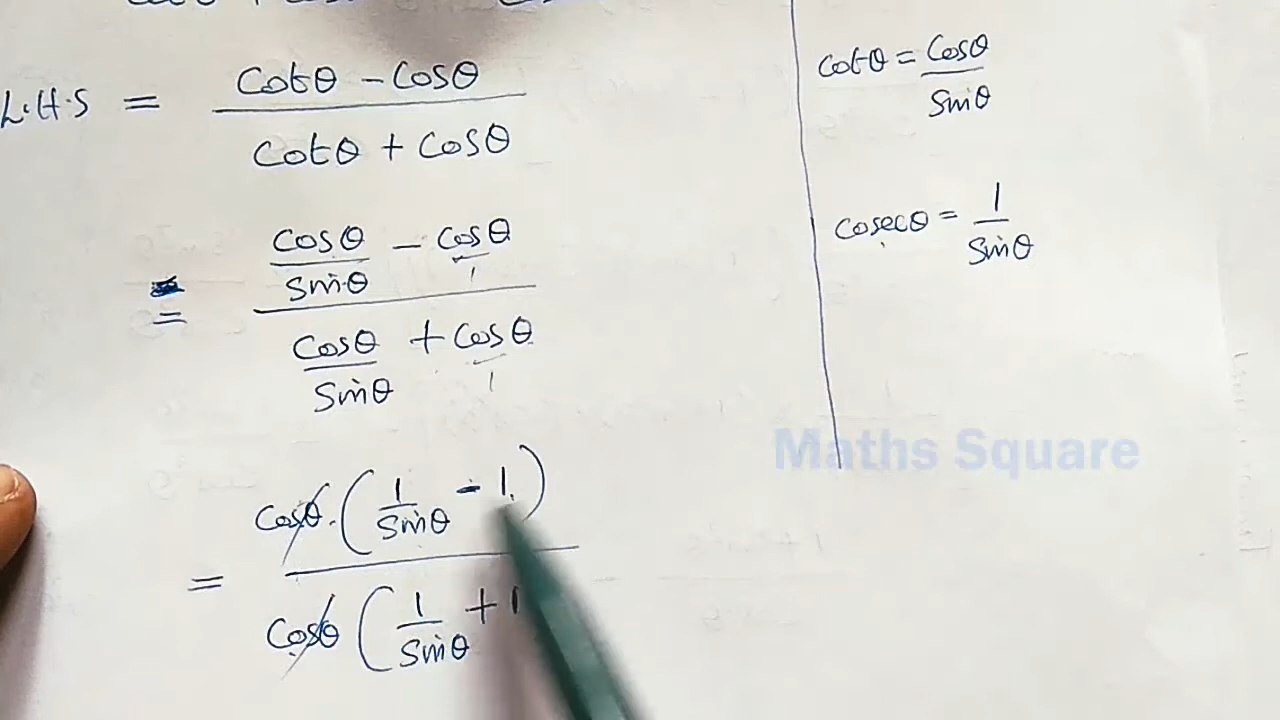 L.H.S = Cotθ - Cosθ / Cotθ + Cosθ
= Cosθ/Sinθ - Cosθ/1 / Cosθ/Sinθ + Cosθ/1
= Cosθ.(1/Sinθ - 1) / Cosθ(1/Sinθ + 1
Cotθ = Cosθ/Sinθ
Cosecθ = 1/Sinθ
Maths Square